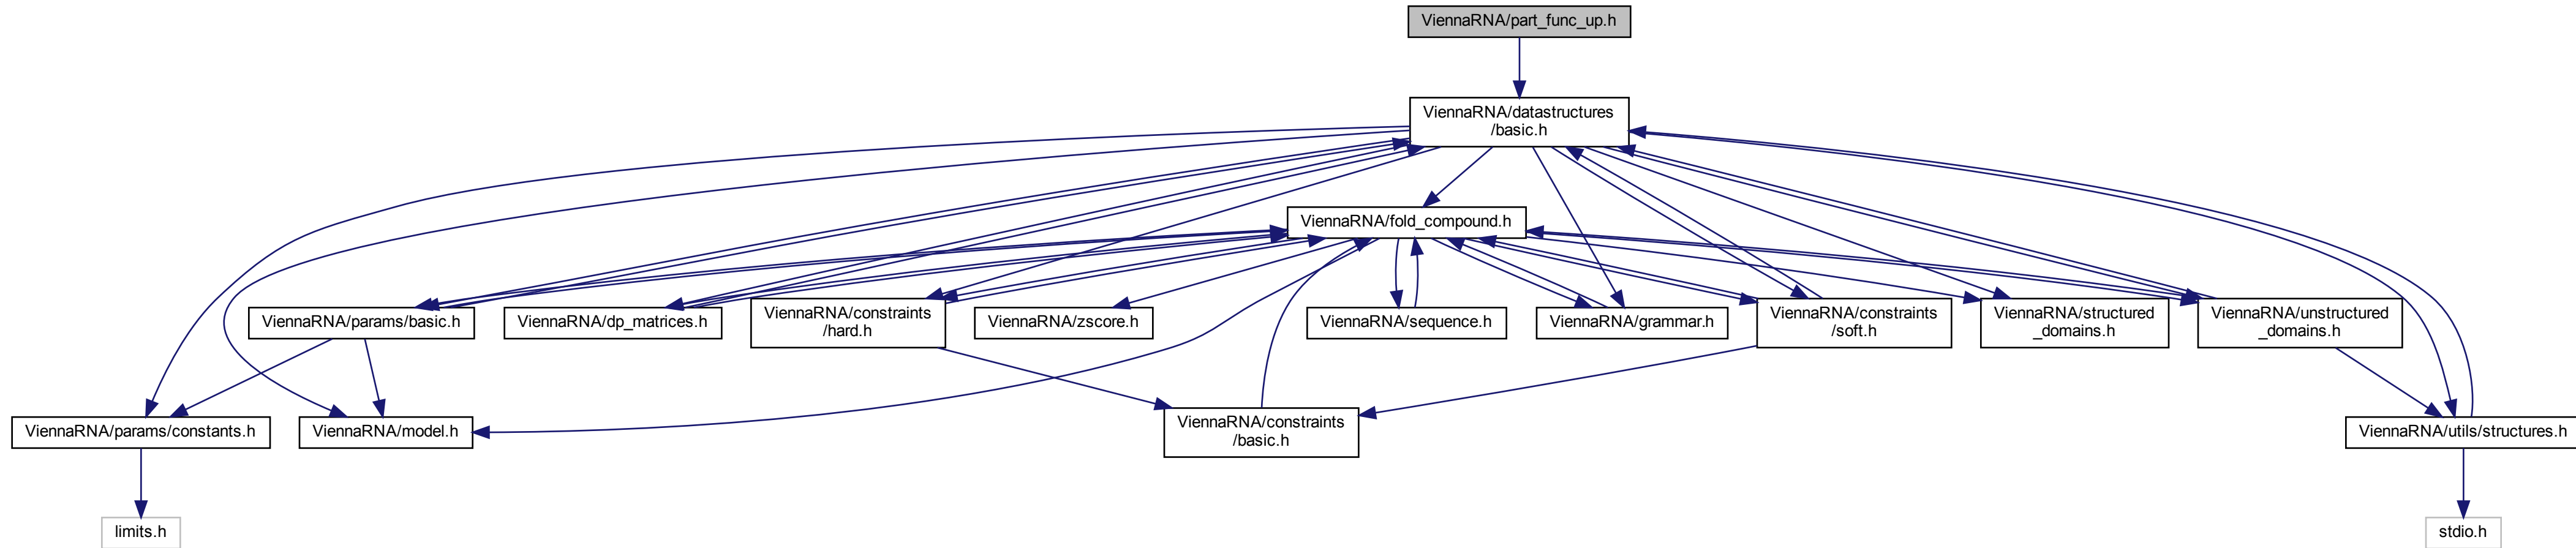 ViennaRNA/part_func_up.h
ViennaRNA/datastructures
/basic.h
ViennaRNA/fold_compound.h
ViennaRNA/params/basic.h
ViennaRNA/dp_matrices.h
ViennaRNA/constraints
/hard.h
ViennaRNA/zscore.h
ViennaRNA/sequence.h
ViennaRNA/grammar.h
ViennaRNA/constraints
/soft.h
ViennaRNA/structured
_domains.h
ViennaRNA/unstructured
_domains.h
ViennaRNA/params/constants.h
ViennaRNA/model.h
ViennaRNA/constraints
/basic.h
ViennaRNA/utils/structures.h
limits.h
stdio.h